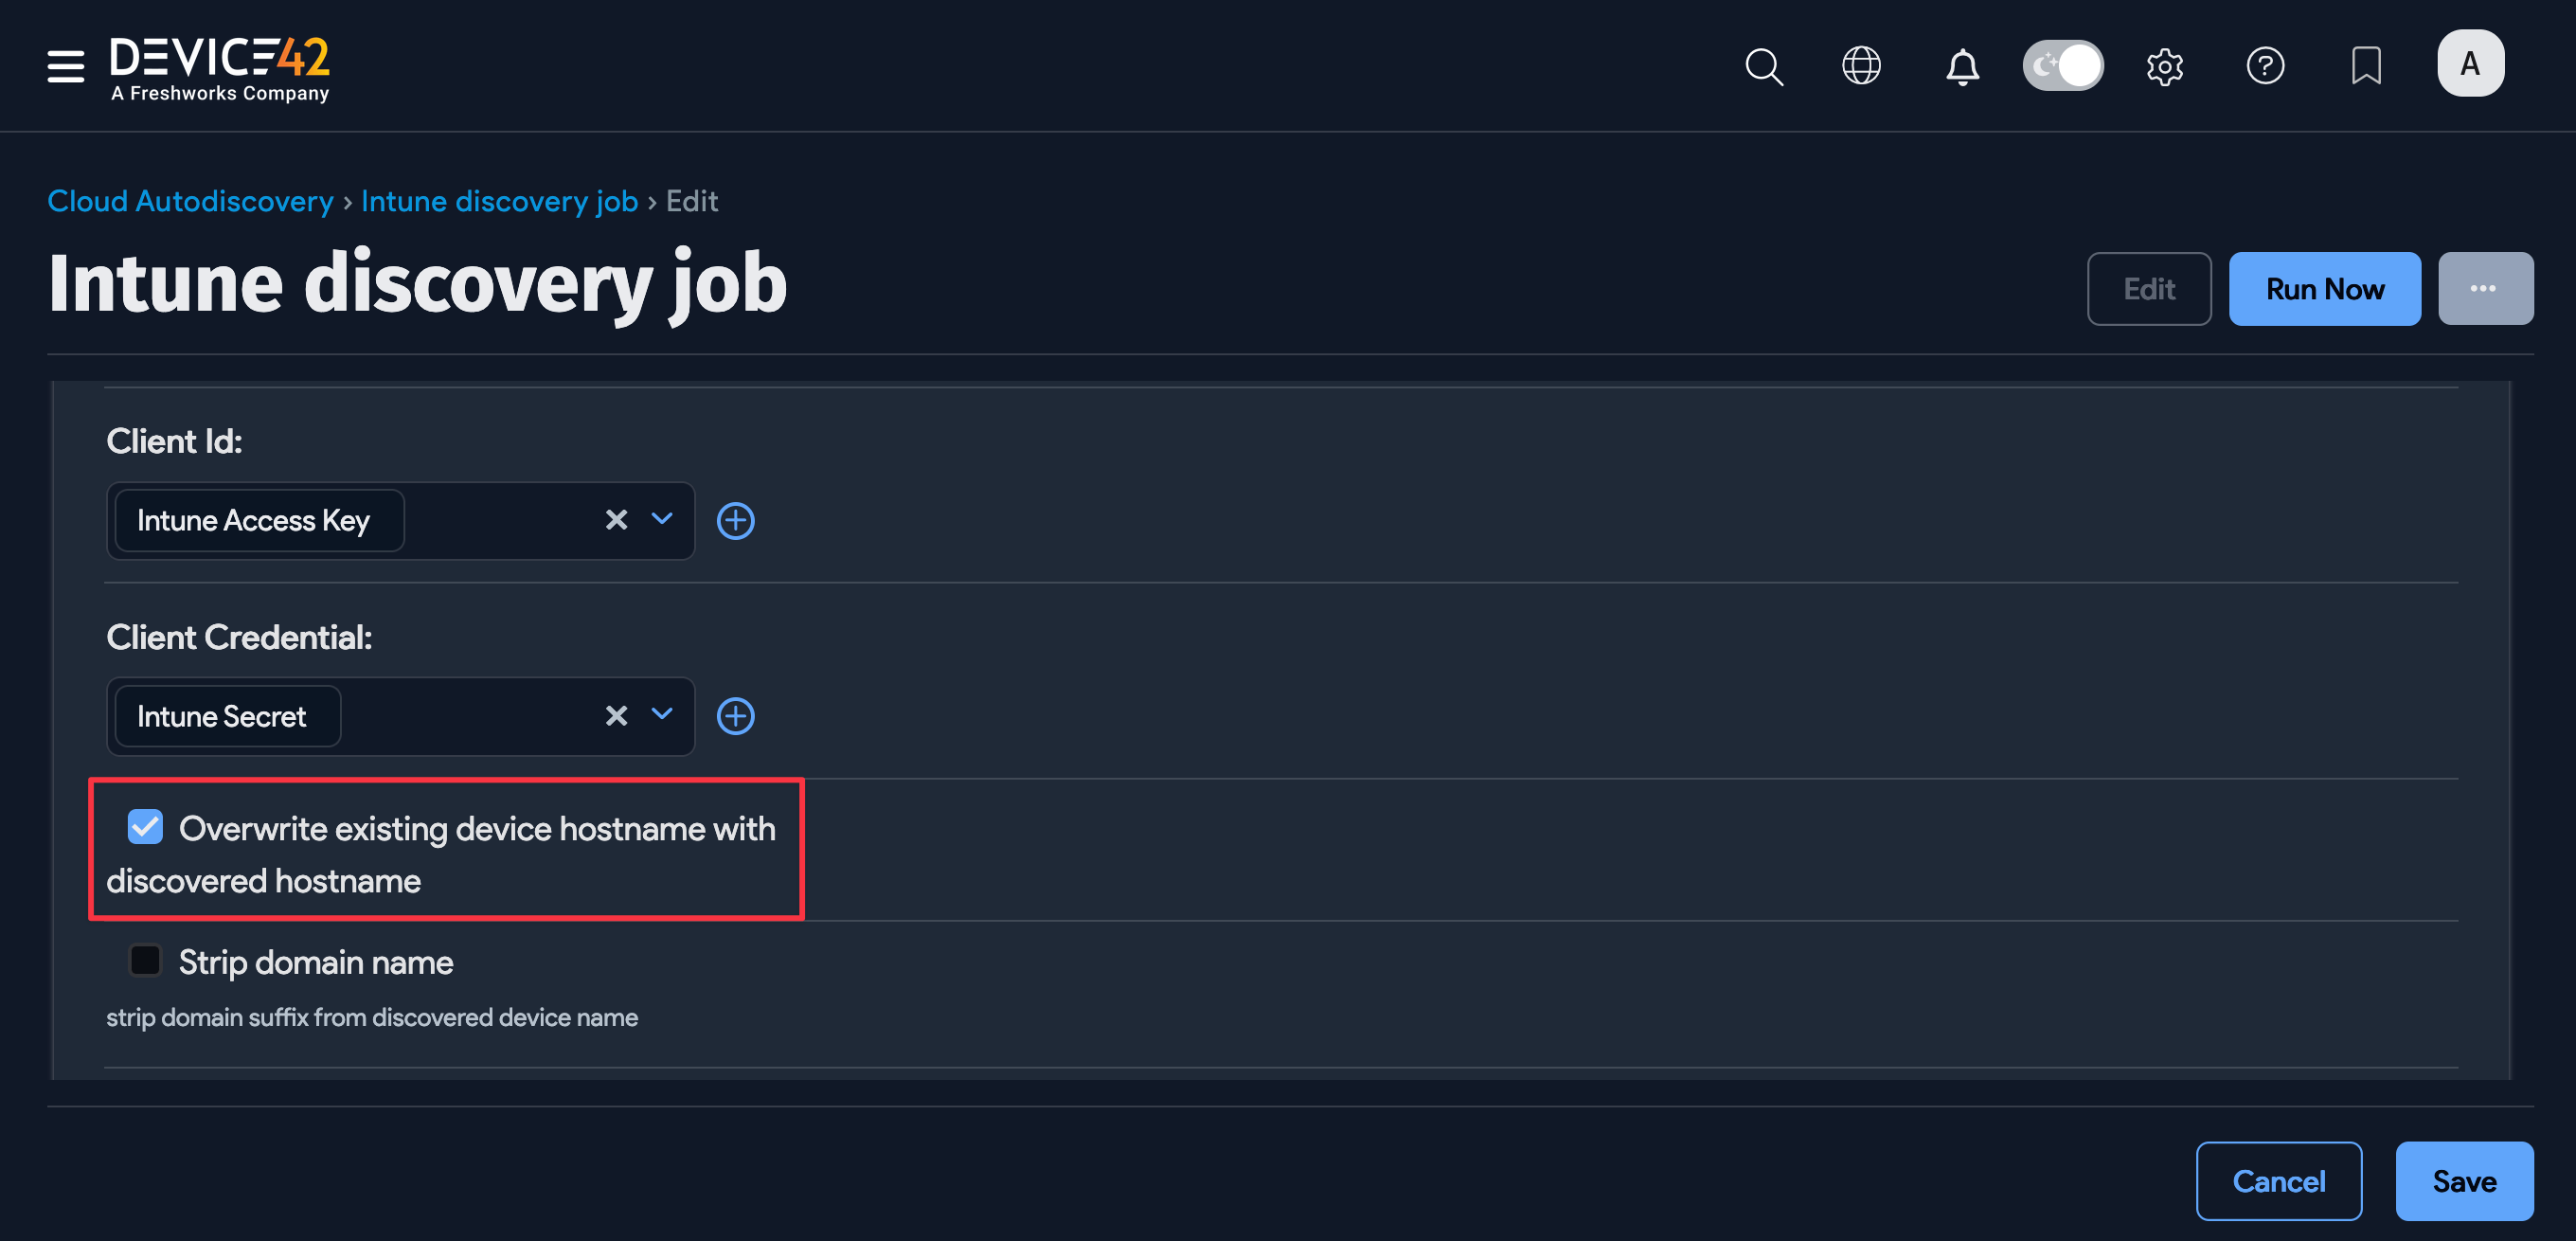 DEVICE42
A Freshworks Company
A
Cloud Autodiscovery › Intune discovery job › Edit
Intune discovery job
Edit
Run Now
Client Id:
Intune Access Key
Client Credential:
Intune Secret
Overwrite existing device hostname with
discovered hostname
Strip domain name
strip domain suffix from discovered device name
Cancel
Save